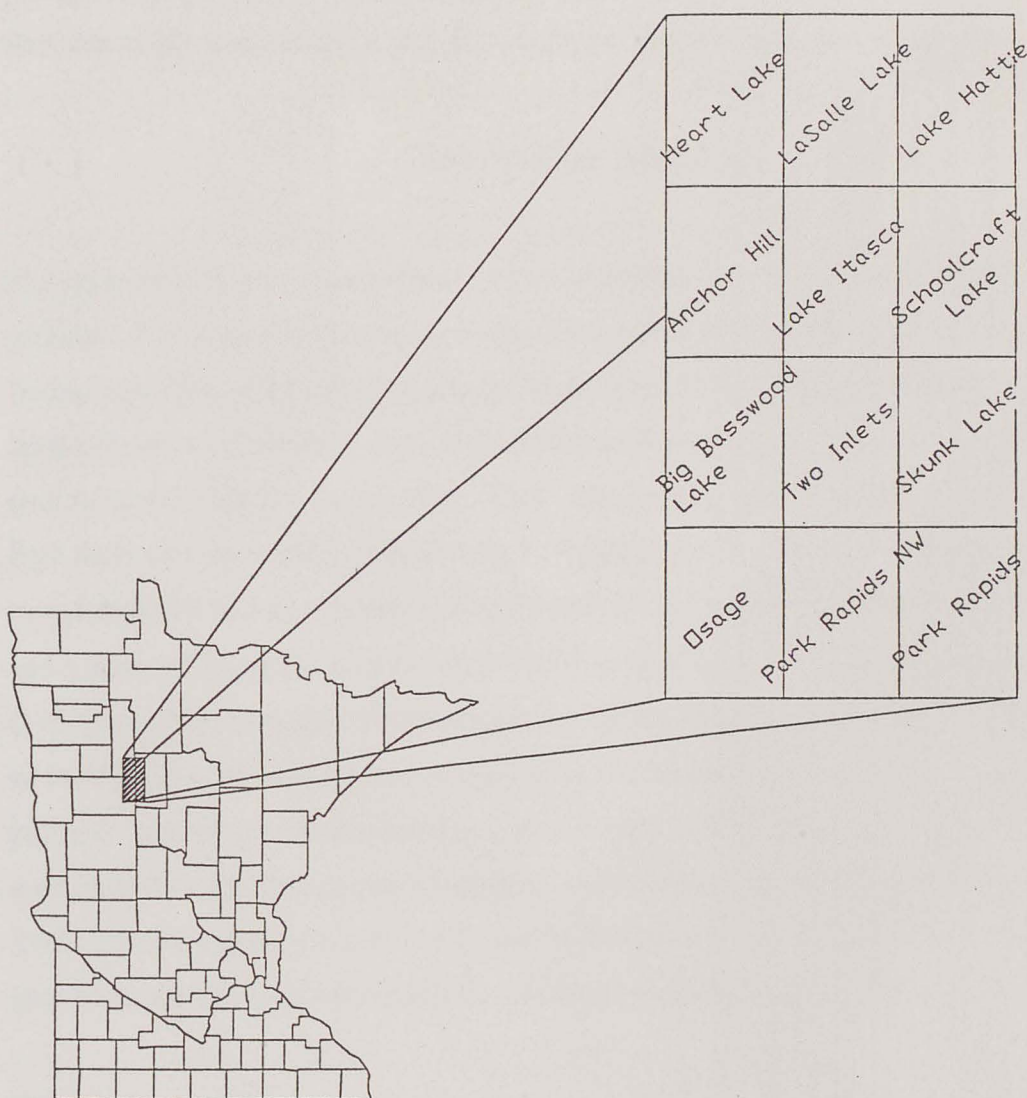 Heart Lake
LaSalle Lake
Lake Hattie
Anchor Hill
Lake Itasca
Schoolcraft
Lake
Big Basswood
Lake
Two Inlets
Skunk Lake
Osage
Park Rapids NW
Park Rapids